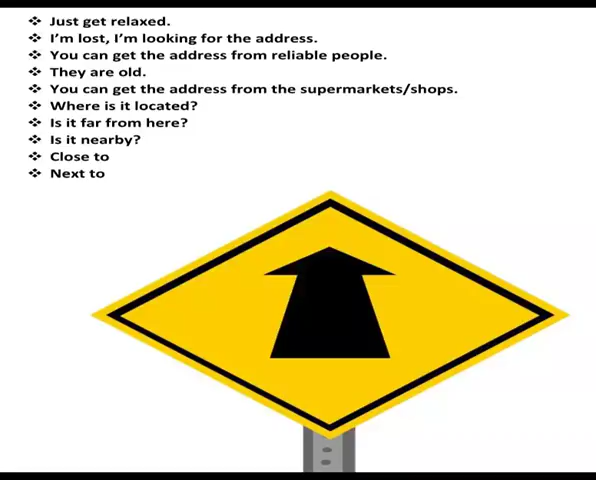 Just get relaxed.
I'm lost, I'm looking for the address.
You can get the address from reliable people.
They are old.
You can get the address from the supermarkets/shops.
Where is it located?
Is it far from here?
Is it nearby?
Close to
Next to